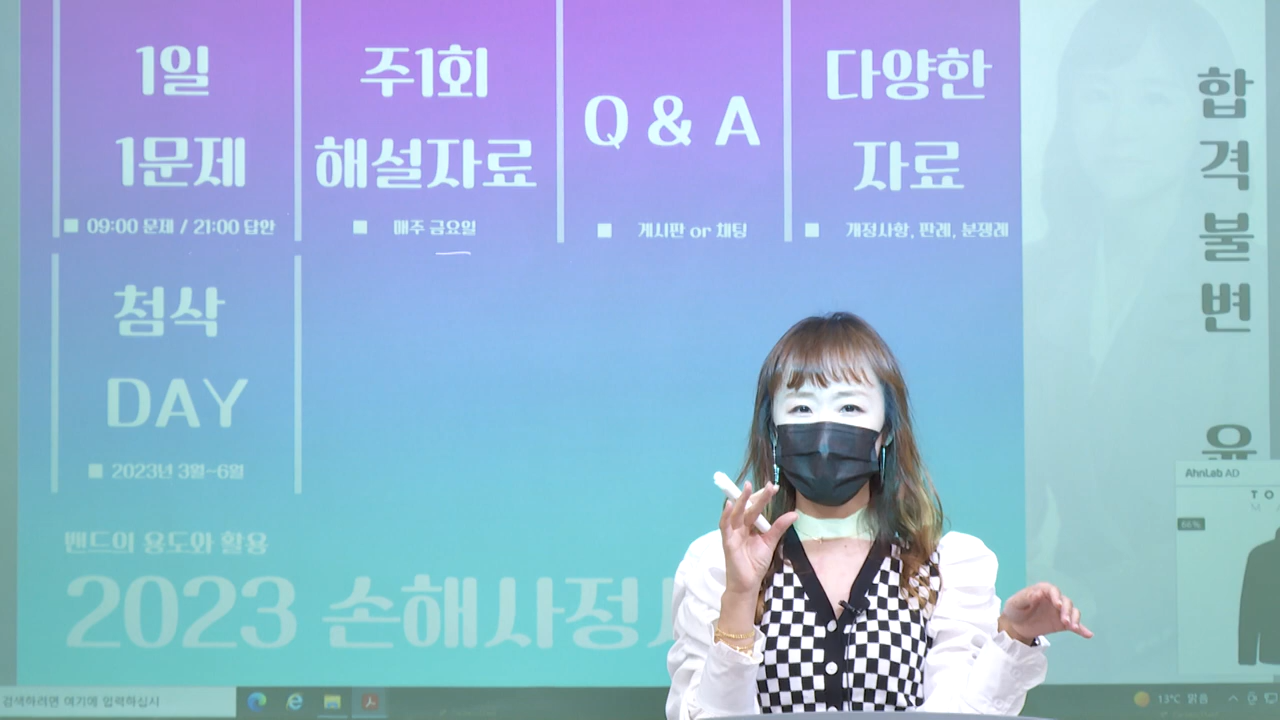 1일
1문제
■ 09:00 문제 / 21:00 답안
주1회
해설자료
■ 매주 금요일
Q & A
■ 게시판 or 채팅
다양한
자료
■ 개정사항, 판례, 분쟁례
첨삭
DAY
■ 2023년 3월-6월
밴드의 용도와 활용
2023 손해사정
합격불변 윤
AhnLab AD
T O
M
66%
검색하려면 여기에 입력하십시
13°C 맑음